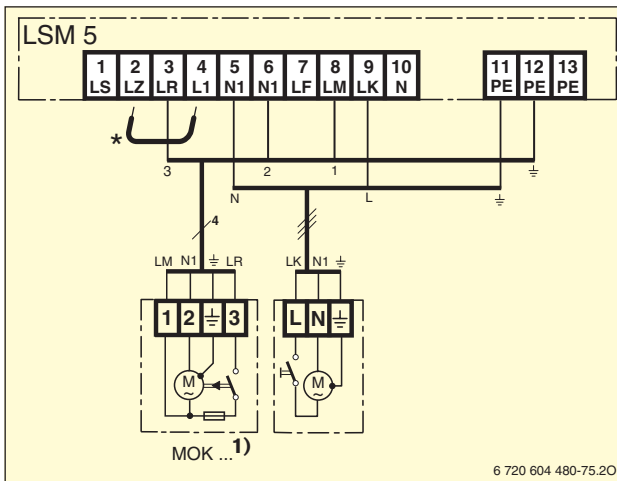 LSM 5
1 2 3 4 5 6 7 8 9 10 11 12 13
LS LZ LR L1 N1 N1 LF LM LK N PE PE PE
*
3 2 1
N L
4
LM N1 LR LK N1
1 2 3 L N
M ~ M ~
MOK ... 1)
6 720 604 480-75.2O